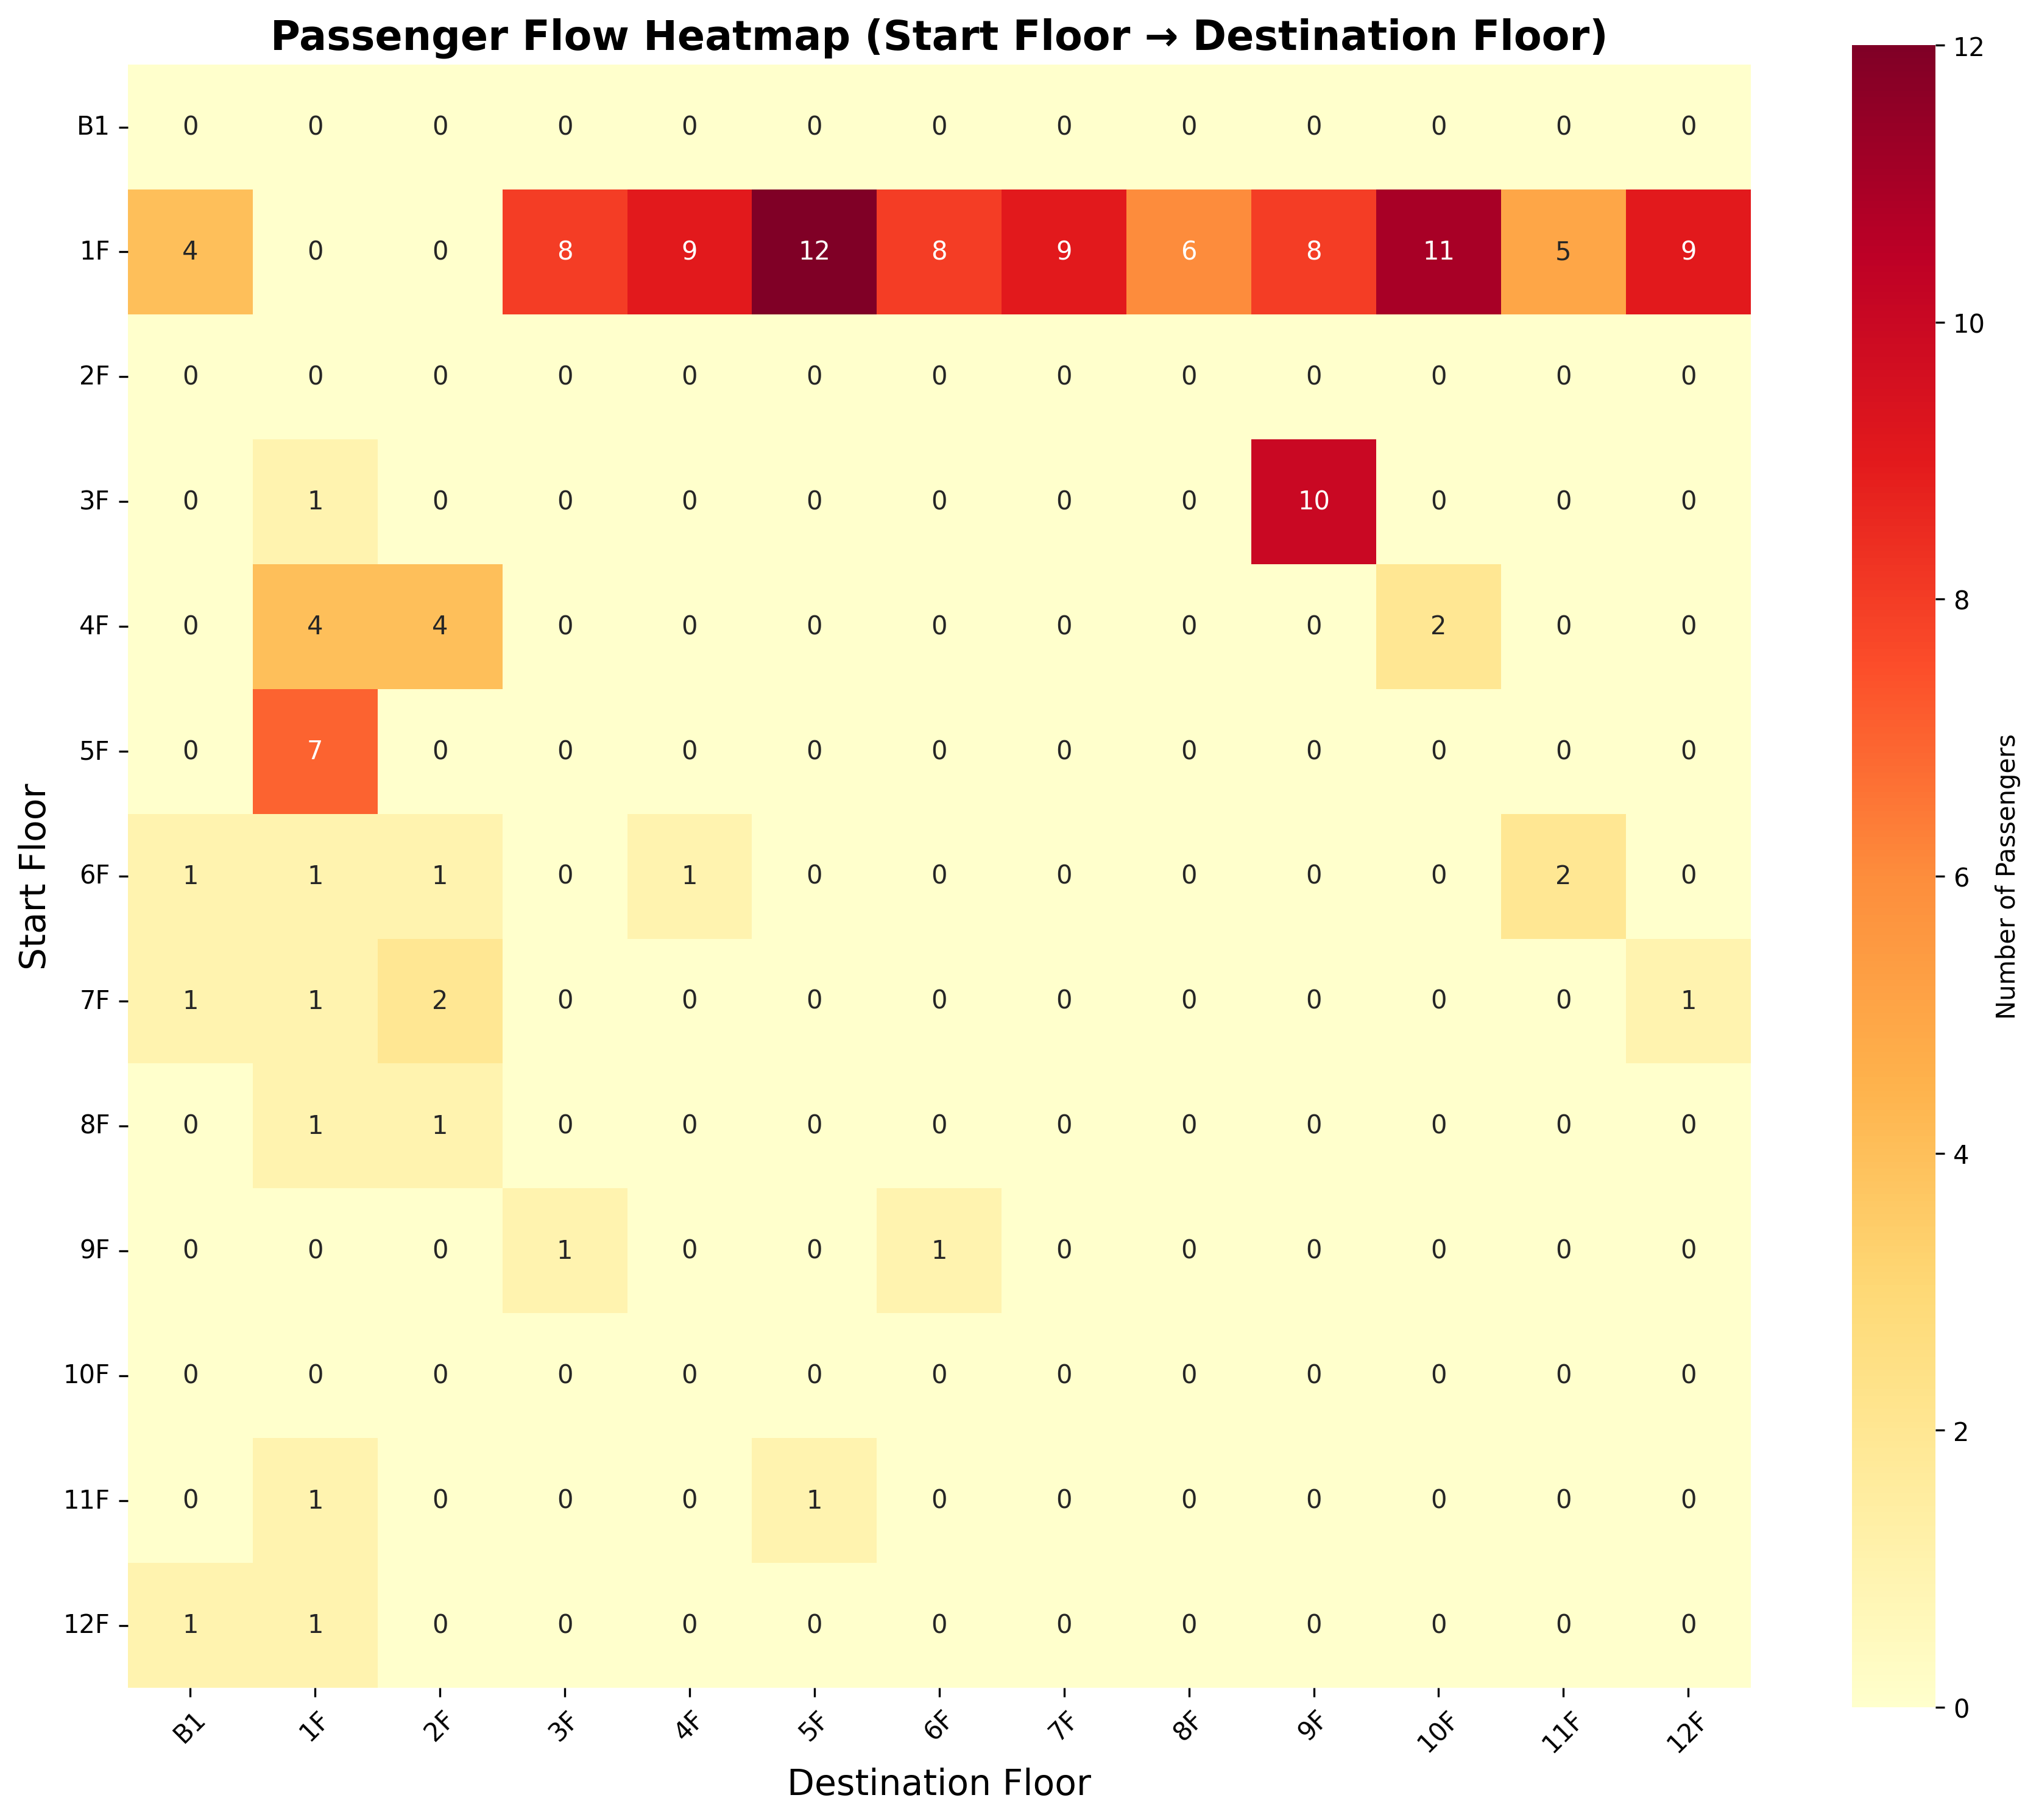 Passenger Flow Heatmap (Start Floor → Destination Floor)
B1 0 0 0 0 0 0 0 0 0 0 0 0 0
1F 4 0 0 8 9 12 8 9 6 8 11 5 9
2F 0 0 0 0 0 0 0 0 0 0 0 0 0
3F 0 1 0 0 0 0 0 0 0 10 0 0 0
4F 0 4 4 0 0 0 0 0 0 0 2 0 0
5F 0 7 0 0 0 0 0 0 0 0 0 0 0
6F 1 1 1 0 1 0 0 0 0 0 0 2 0
7F 1 1 2 0 0 0 0 0 0 0 0 0 1
8F 0 1 1 0 0 0 0 0 0 0 0 0 0
9F 0 0 0 1 0 0 1 0 0 0 0 0 0
10F 0 0 0 0 0 0 0 0 0 0 0 0 0
11F 0 1 0 0 0 1 0 0 0 0 0 0 0
12F 1 1 0 0 0 0 0 0 0 0 0 0 0
B1 1F 2F 3F 4F 5F 6F 7F 8F 9F 10F 11F 12F
Destination Floor
Start Floor
12
10
8
6
4
2
0
Number of Passengers